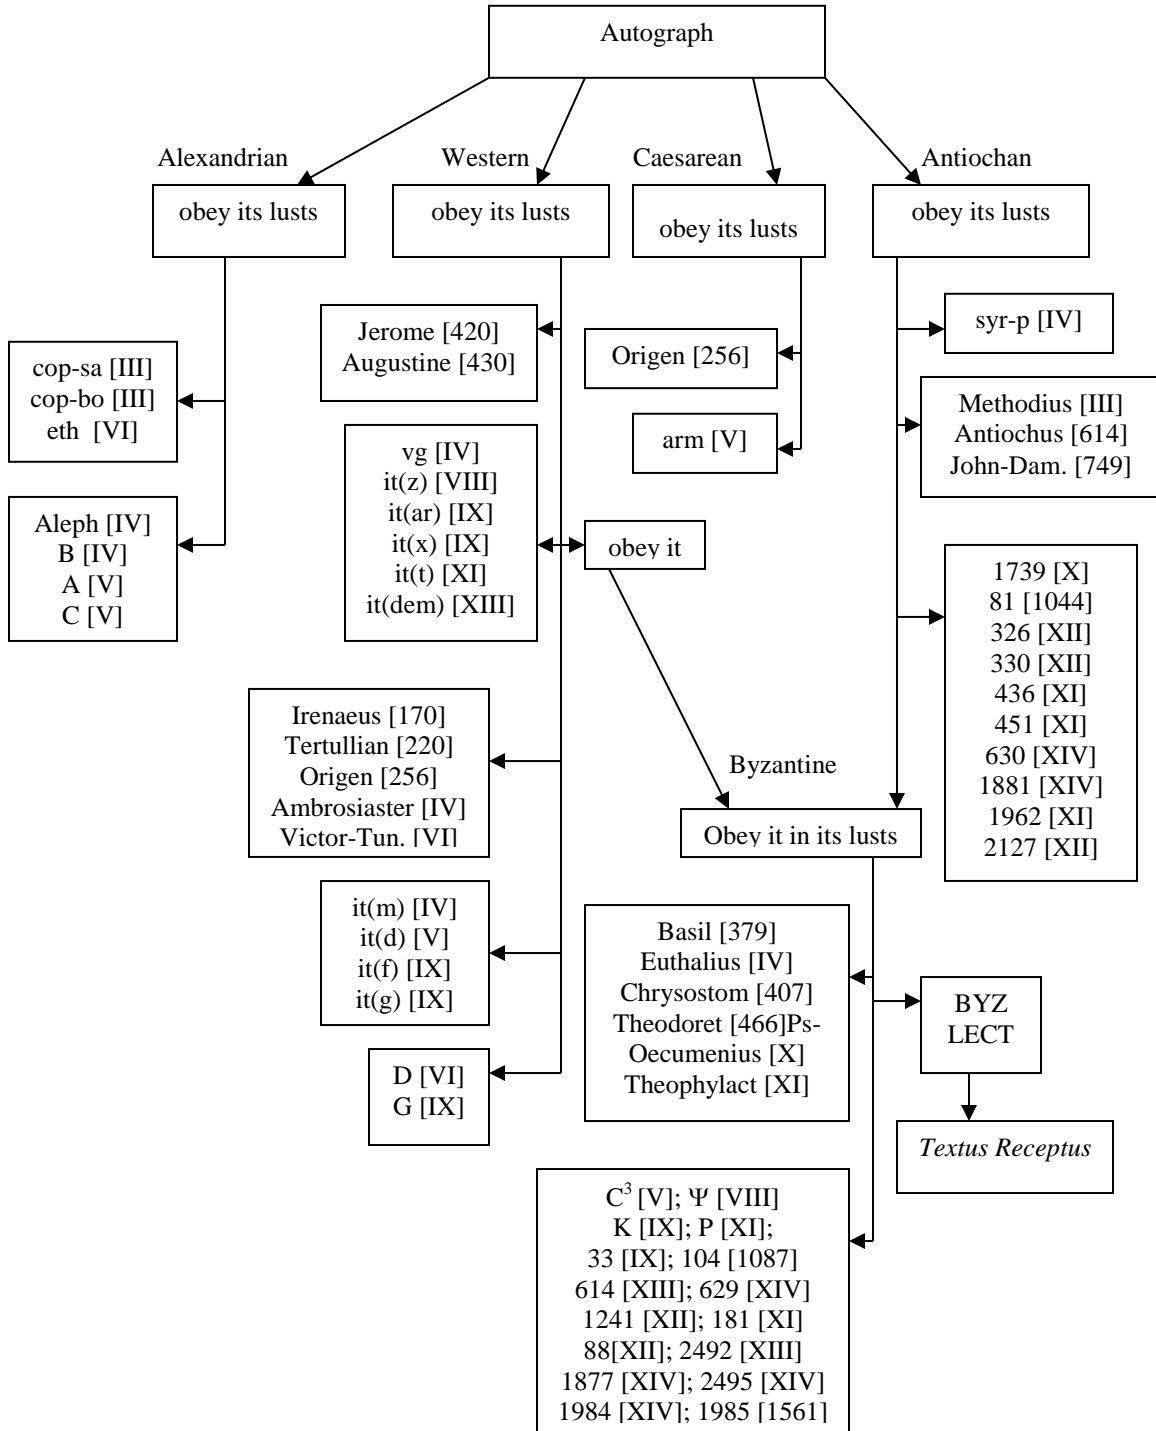 Autograph
Alexandrian
Western
Caesarean
Antiochan
obey its lusts
obey its lusts
obey its lusts
obey its lusts
cop-sa [III]
cop-bo [III]
eth [VI]
Aleph [IV]
B [IV]
A [V]
C [V]
Jerome [420]
Augustine [430]
vg [IV]
it(z) [VIII]
it(ar) [IX]
it(x) [IX]
it(t) [XI]
it(dem) [XIII]
obey it
Irenaeus [170]
Tertullian [220]
Origen [256]
Ambrosiaster [IV]
Victor-Tun. [VI]
it(m) [IV]
it(d) [V]
it(f) [IX]
it(g) [IX]
D [VI]
G [IX]
Origen [256]
arm [V]
syr-p [IV]
Methodius [III]
Antiochus [614]
John-Dam. [749]
1739 [X]
81 [1044]
326 [XII]
330 [XII]
436 [XI]
451 [XI]
630 [XIV]
1881 [XIV]
1962 [XI]
2127 [XII]
Byzantine
Obey it in its lusts
Basil [379]
Euthalius [IV]
Chrysostom [407]
Theodoret [466]Ps-
Oecumenius [X]
Theophylact [XI]
BYZ
LECT
Textus Receptus
C³ [V]; Ψ [VIII]
K [IX]; P [XI];
33 [IX]; 104 [1087]
614 [XIII]; 629 [XIV]
1241 [XII]; 181 [XI]
88[XII]; 2492 [XIII]
1877 [XIV]; 2495 [XIV]
1984 [XIV]; 1985 [1561]